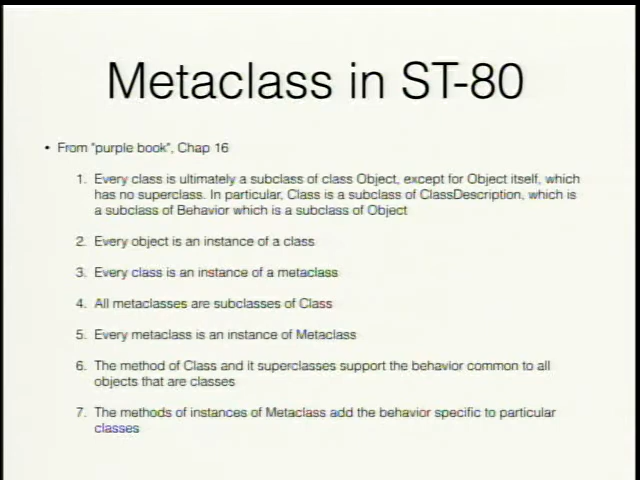 Metaclass in ST-80
• From "purple book", Chap 16
1. Every class is ultimately a subclass of class Object, except for Object itself, which
has no superclass. In particular, Class is a subclass of ClassDescription, which is
a subclass of Behavior which is a subclass of Object
2. Every object is an instance of a class
3. Every class is an instance of a metaclass
4. All metaclasses are subclasses of Class
5. Every metaclass is an instance of Metaclass
6. The method of Class and it superclasses support the behavior common to all
objects that are classes
7. The methods of instances of Metaclass add the behavior specific to particular
classes